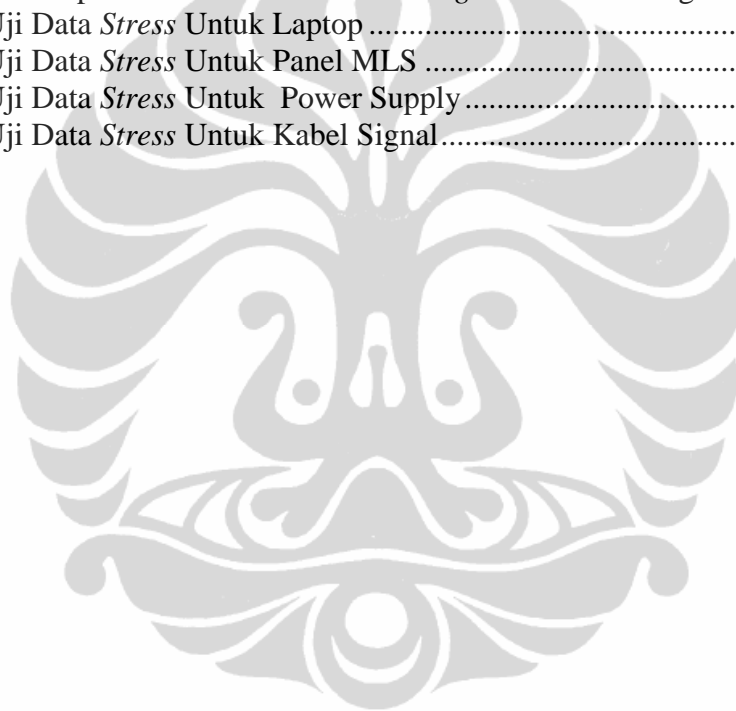 Uji Data Stress Untuk Laptop ..................................................
Uji Data Stress Untuk Panel MLS ..........................................
Uji Data Stress Untuk  Power Supply.....................................
Uji Data Stress Untuk Kabel Signal........................................